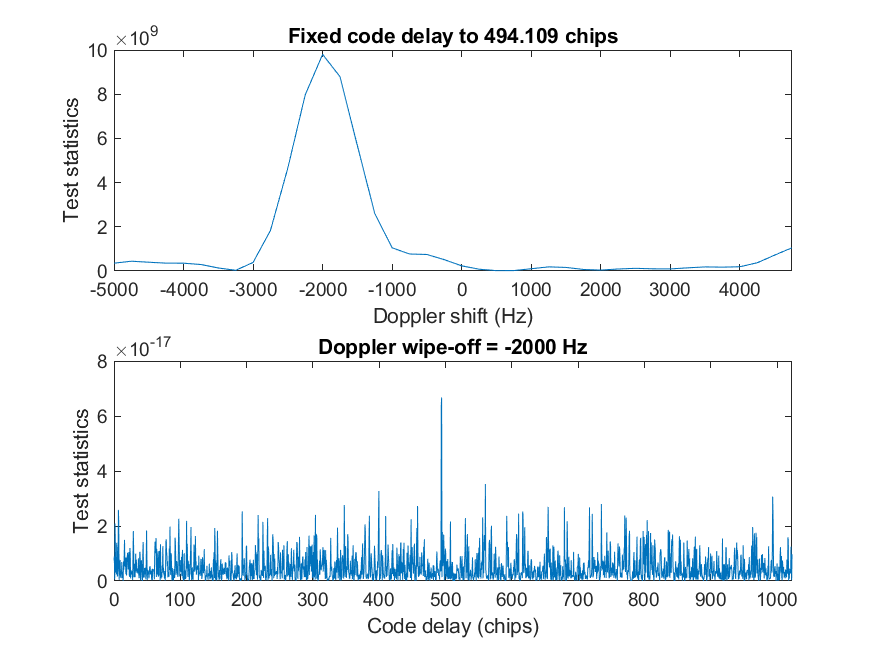 ×10^9
Fixed code delay to 494.109 chips
10
8
6
4
2
0
Test statistics
-5000 -4000 -3000 -2000 -1000 0 1000 2000 3000 4000
Doppler shift (Hz)
×10^-17
Doppler wipe-off = -2000 Hz
8
6
4
2
0
Test statistics
0 100 200 300 400 500 600 700 800 900 1000
Code delay (chips)